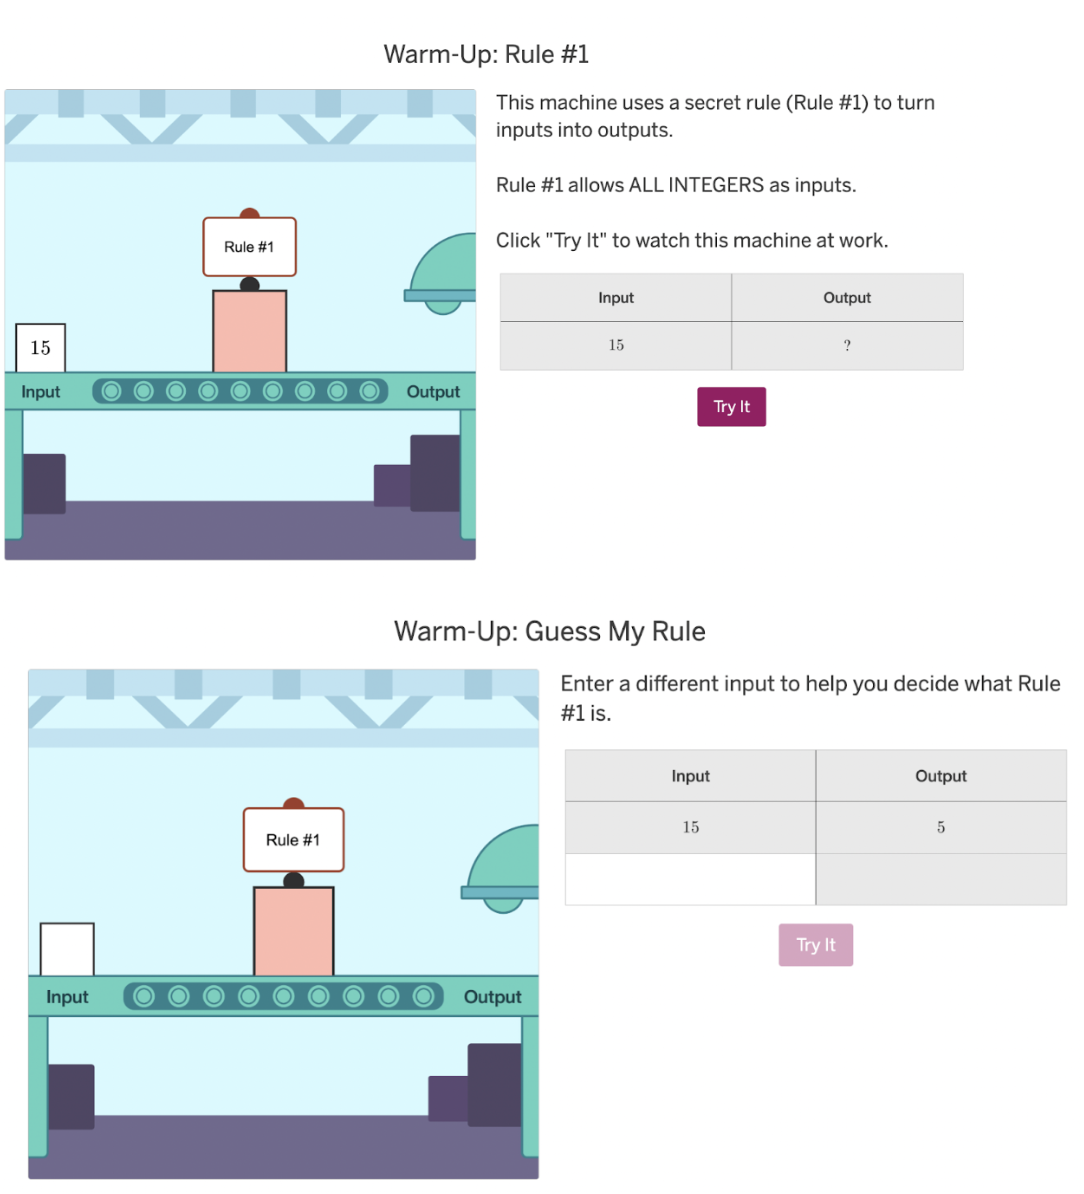 Warm-Up: Rule #1
This machine uses a secret rule (Rule #1) to turn
inputs into outputs.
Rule #1 allows ALL INTEGERS as inputs.
Click "Try It" to watch this machine at work.
Rule #1
15
Input
Output
Input Output
15 ?
Try It
Warm-Up: Guess My Rule
Enter a different input to help you decide what Rule
#1 is.
Rule #1
Input
Output
Input Output
15 5
Try It